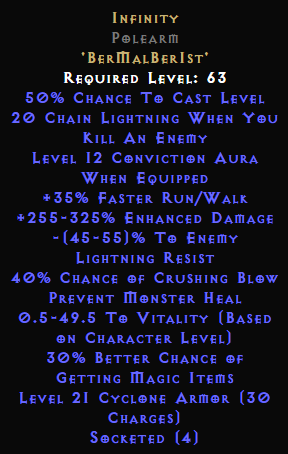 Infinity
Polearm
'BerMalBerIst'
Required Level: 63
50% Chance To Cast Level
20 Chain Lightning When You
Kill An Enemy
Level 12 Conviction Aura
When Equipped
+35% Faster Run/Walk
+255-325% Enhanced Damage
-(45-55)% To Enemy
Lightning Resist
40% Chance of Crushing Blow
Prevent Monster Heal
0.5-49.5 To Vitality (Based
on Character Level)
30% Better Chance of
Getting Magic Items
Level 21 Cyclone Armor (30
Charges)
Socketed (4)